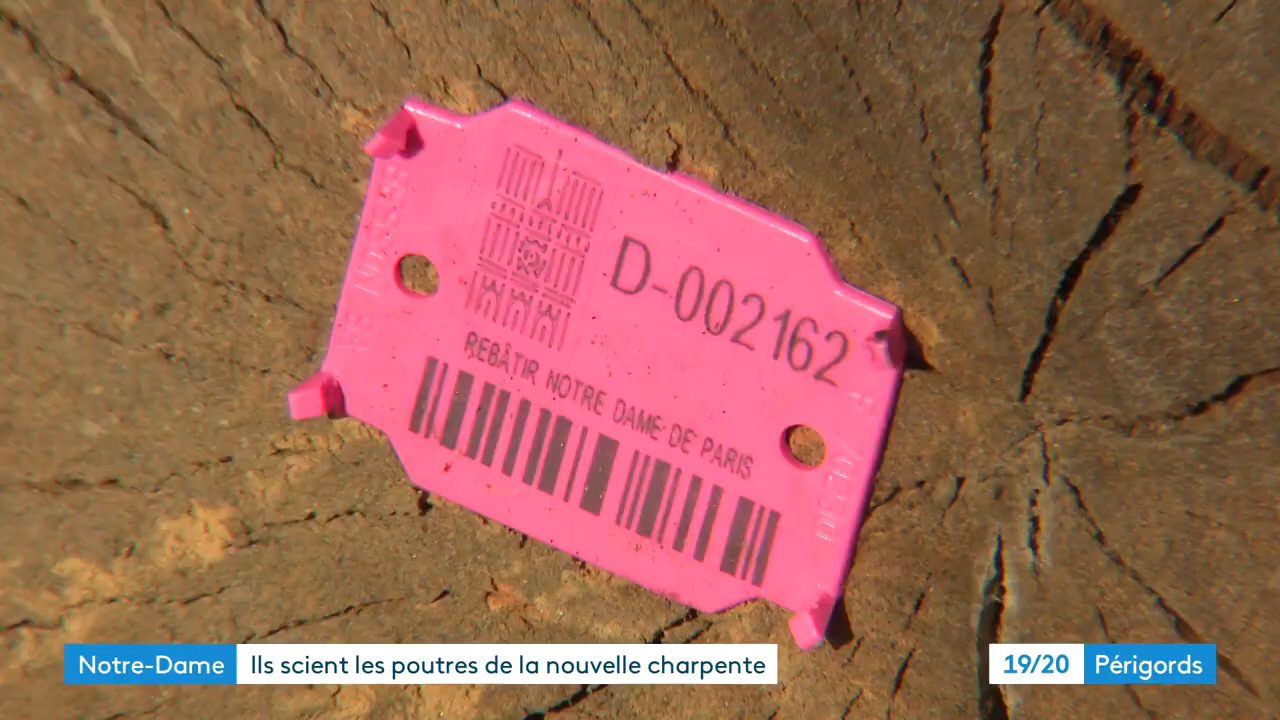 D-002162
REBÂTIR NOTRE DAME DE PARIS
Notre-Dame
Ils scient les poutres de la nouvelle charpente
19/20 Périgords